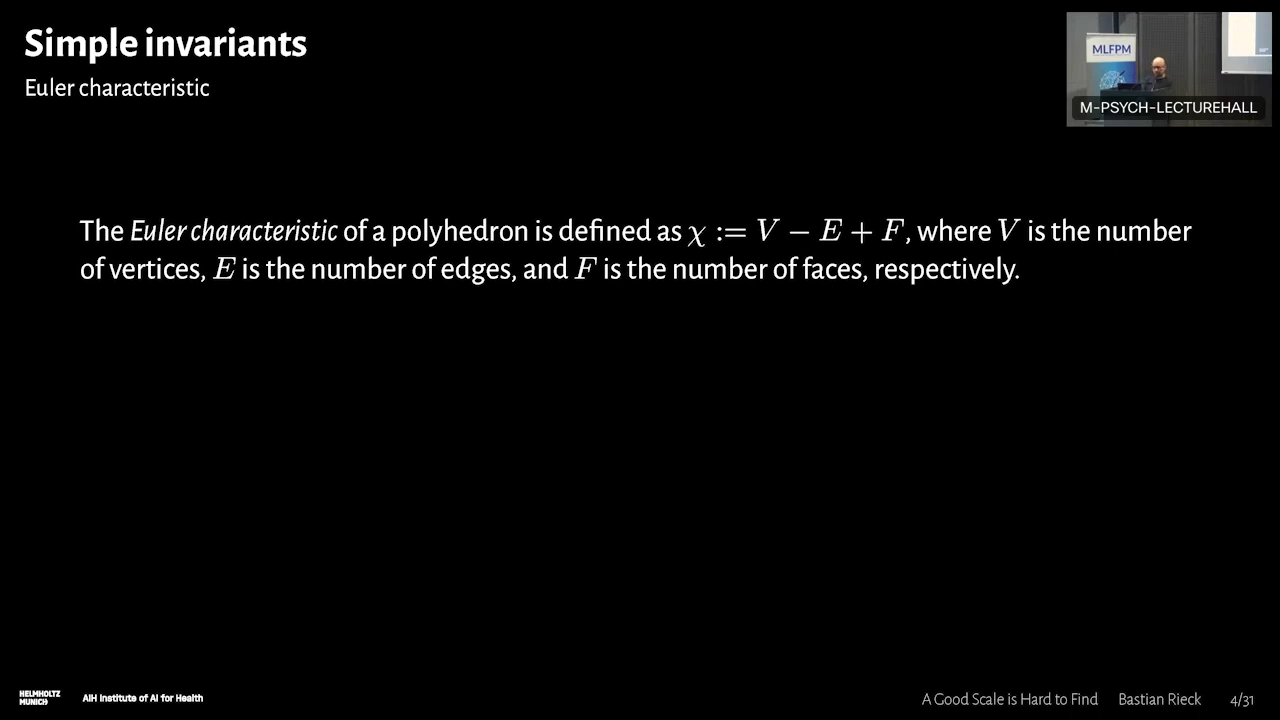 Simple invariants
Euler characteristic
MLFPM
M-PSYCH-LECTUREHALL
The Euler characteristic of a polyhedron is defined as χ := V − E + F, where V is the number
of vertices, E is the number of edges, and F is the number of faces, respectively.
HELMHOLTZ
MUNICH
AIH Institute of AI for Health
A Good Scale is Hard to Find Bastian Rieck 4/31